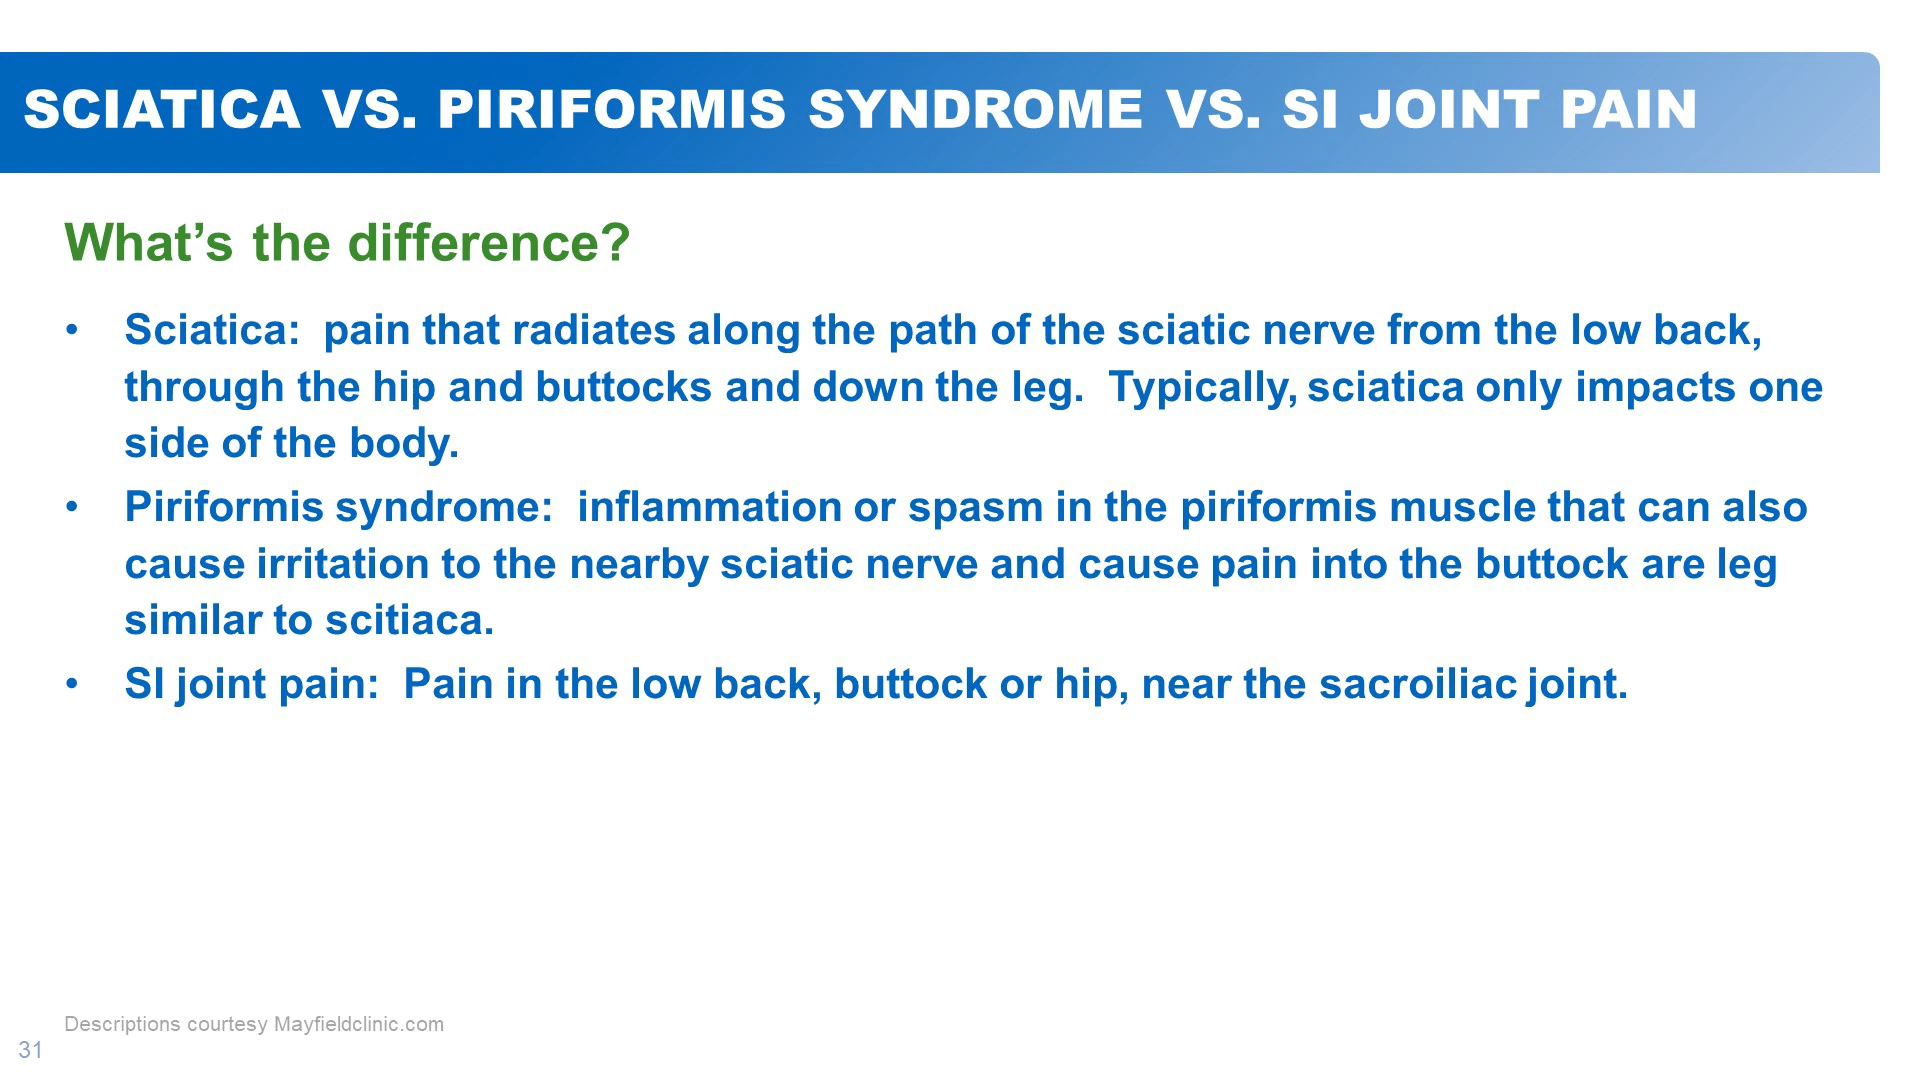 SCIATICA VS. PIRIFORMIS SYNDROME VS. SI JOINT PAIN
What’s the difference?
• Sciatica:  pain that radiates along the path of the sciatic nerve from the low back,
through the hip and buttocks and down the leg.  Typically, sciatica only impacts one
side of the body.
• Piriformis syndrome:  inflammation or spasm in the piriformis muscle that can also
cause irritation to the nearby sciatic nerve and cause pain into the buttock are leg
similar to scitiaca.
• SI joint pain:  Pain in the low back, buttock or hip, near the sacroiliac joint.
Descriptions courtesy Mayfieldclinic.com
31